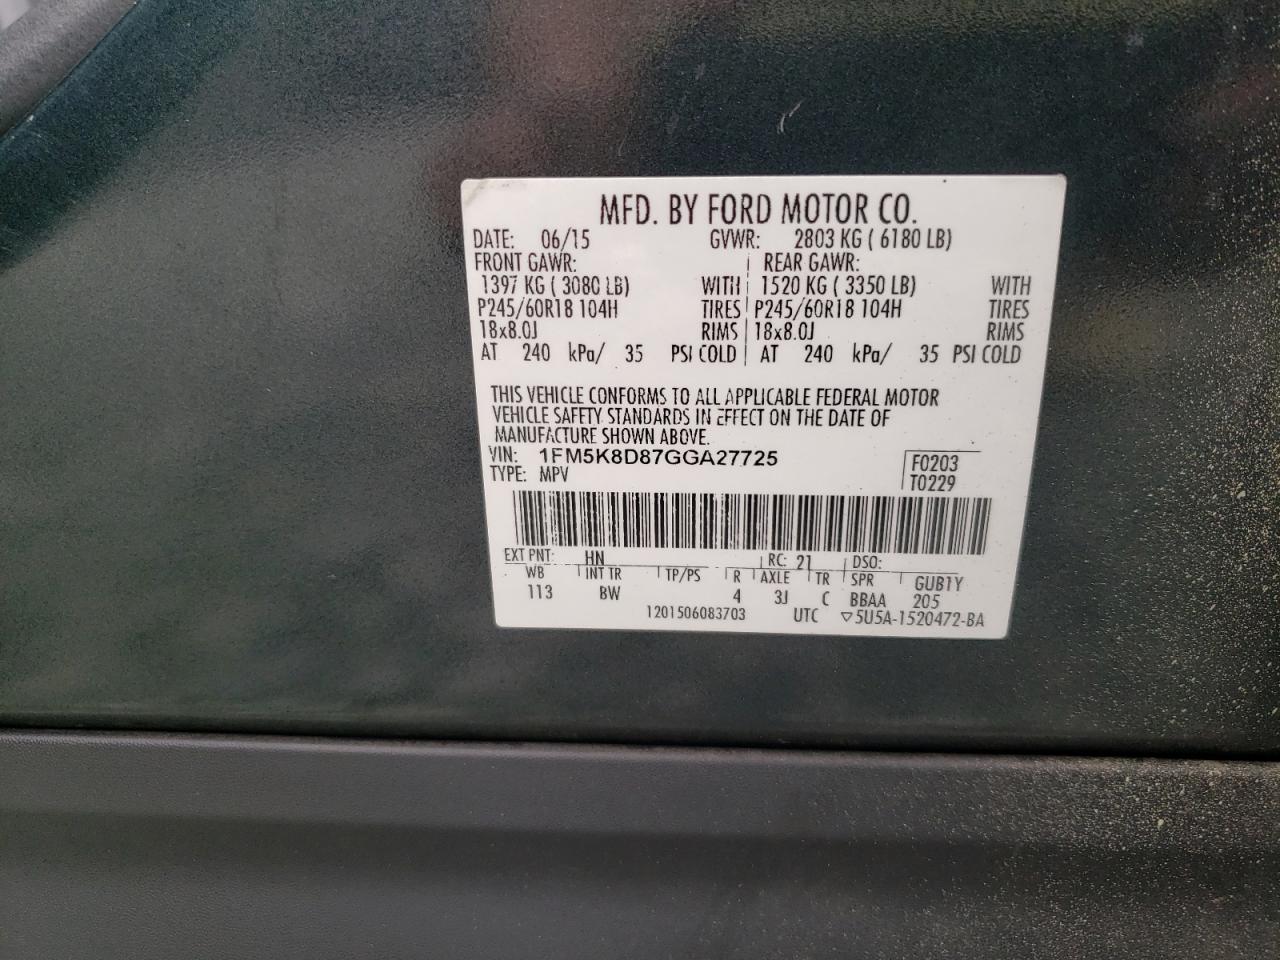 MFD. BY FORD MOTOR CO.
DATE: 06/15 GVWR: 2803 KG ( 6180 LB)
FRONT GAWR: REAR GAWR:
1397 KG ( 3080 LB) WITH 1520 KG ( 3350 LB) WITH
P245/60R18 104H TIRES P245/60R18 104H TIRES
18x8.0J RIMS 18x8.0J RIMS
AT 240 kPa/ 35 PSI COLD AT 240 kPa/ 35 PSI COLD
THIS VEHICLE CONFORMS TO ALL APPLICABLE FEDERAL MOTOR
VEHICLE SAFETY STANDARDS IN EFFECT ON THE DATE OF
MANUFACTURE SHOWN ABOVE.
VIN: 1FM5K8D87GGA27725 F0203
TYPE: MPV T0229
EXT PNT: HN RC: 21 DSO:
WB INT TR TP/PS R AXLE TR SPR GUB1Y
113 BW 4 3J C BBAA 205
1201506083703 UTC ▽5U5A-1520472-BA